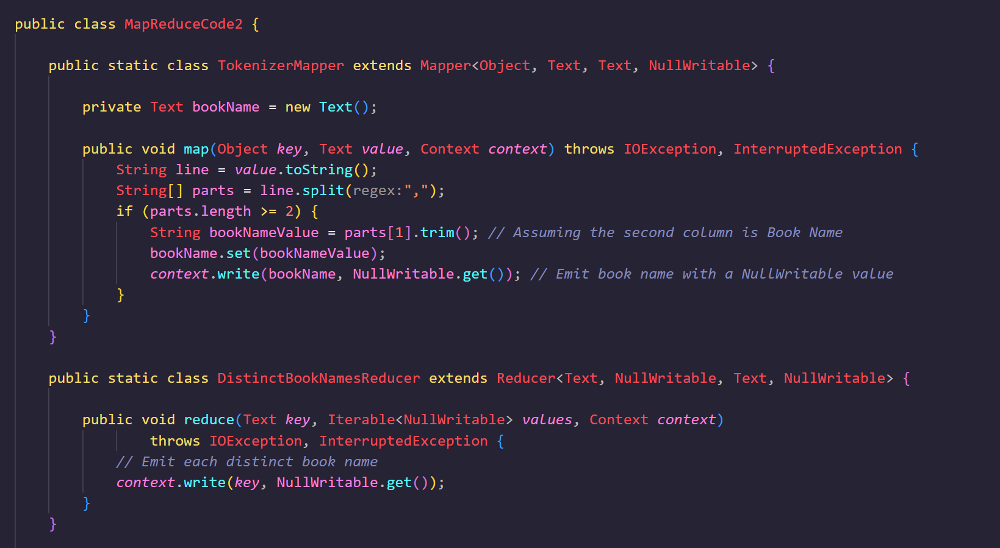 public class MapReduceCode2 {
public static class TokenizerMapper extends Mapper<Object, Text, Text, NullWritable> {
private Text bookName = new Text();
public void map(Object key, Text value, Context context) throws IOException, InterruptedException {
String line = value.toString();
String[] parts = line.split(regex:",");
if (parts.length >= 2) {
String bookNameValue = parts[1].trim(); // Assuming the second column is Book Name
bookName.set(bookNameValue);
context.write(bookName, NullWritable.get()); // Emit book name with a NullWritable value
}
}
}
public static class DistinctBookNamesReducer extends Reducer<Text, NullWritable, Text, NullWritable> {
public void reduce(Text key, Iterable<NullWritable> values, Context context)
throws IOException, InterruptedException {
// Emit each distinct book name
context.write(key, NullWritable.get());
}
}